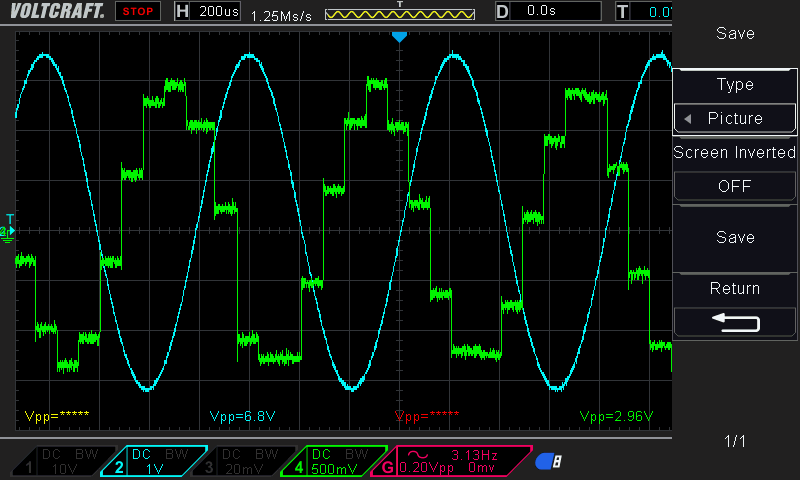 VOLTCRAFT. STOP H 200us 1.25Ms/s T D 0.0s T 0.0
Save
Type
Picture
Screen Inverted
OFF
Save
Return
T
2
Vpp=***** Vpp=6.8V Vpp=***** Vpp=2.96V
1/1
1 DC BW 10V
2 DC BW 1V
3 DC BW 20mV
4 DC BW 500mV
G 3.13Hz
0.20Vpp 0mv
8